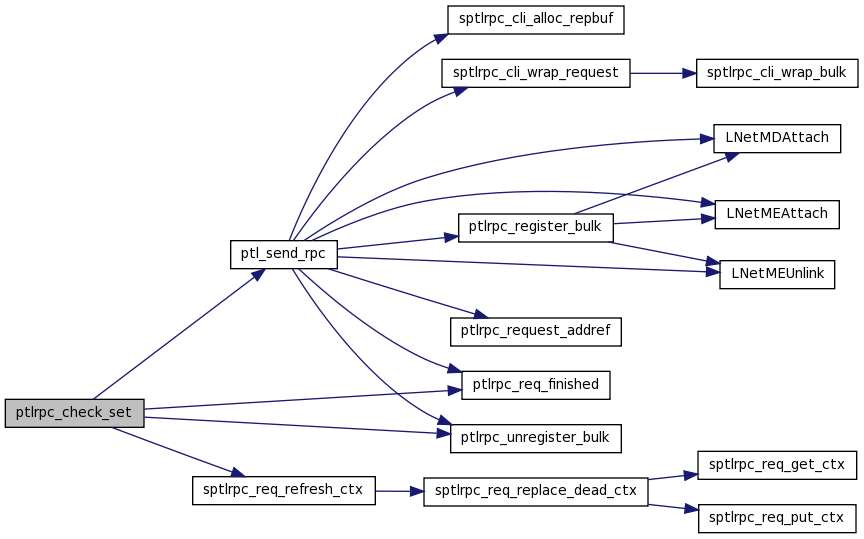 sptlrpc_cli_alloc_repbuf
sptlrpc_cli_wrap_request
sptlrpc_cli_wrap_bulk
LNetMDAttach
LNetMEAttach
ptlrpc_register_bulk
ptl_send_rpc
LNetMEUnlink
ptlrpc_request_addref
ptlrpc_req_finished
ptlrpc_check_set
ptlrpc_unregister_bulk
sptlrpc_req_get_ctx
sptlrpc_req_refresh_ctx
sptlrpc_req_replace_dead_ctx
sptlrpc_req_put_ctx